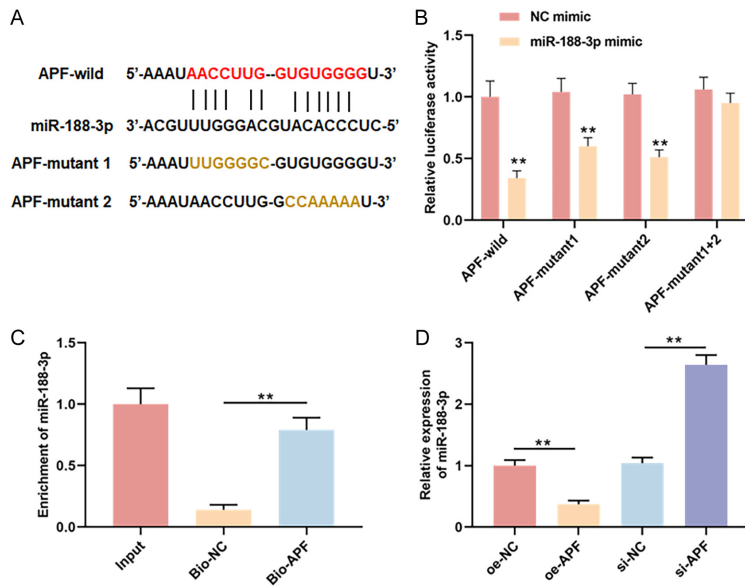 A
APF-wild 5'-AAAUAACCUUG--GUGUGGGGU-3'
miR-188-3p 3'-ACGUUUGGGACGUACACCCUC-5'
APF-mutant 1 5'-AAAUUUGGGGC-GUGUGGGGU-3'
APF-mutant 2 5'-AAAUAACCUUG-GCCAAAAAU-3'
B
NC mimic
miR-188-3p mimic
Relative luciferase activity
1.5
1.0
0.5
0.0
**
**
**
APF-wild
APF-mutant1
APF-mutant2
APF-mutant1+2
C
Enrichment of miR-188-3p
1.5
1.0
0.5
0.0
**
Input
Bio-NC
Bio-APF
D
Relative expression
of miR-188-3p
3
2
1
0
**
**
oe-NC
oe-APF
si-NC
si-APF